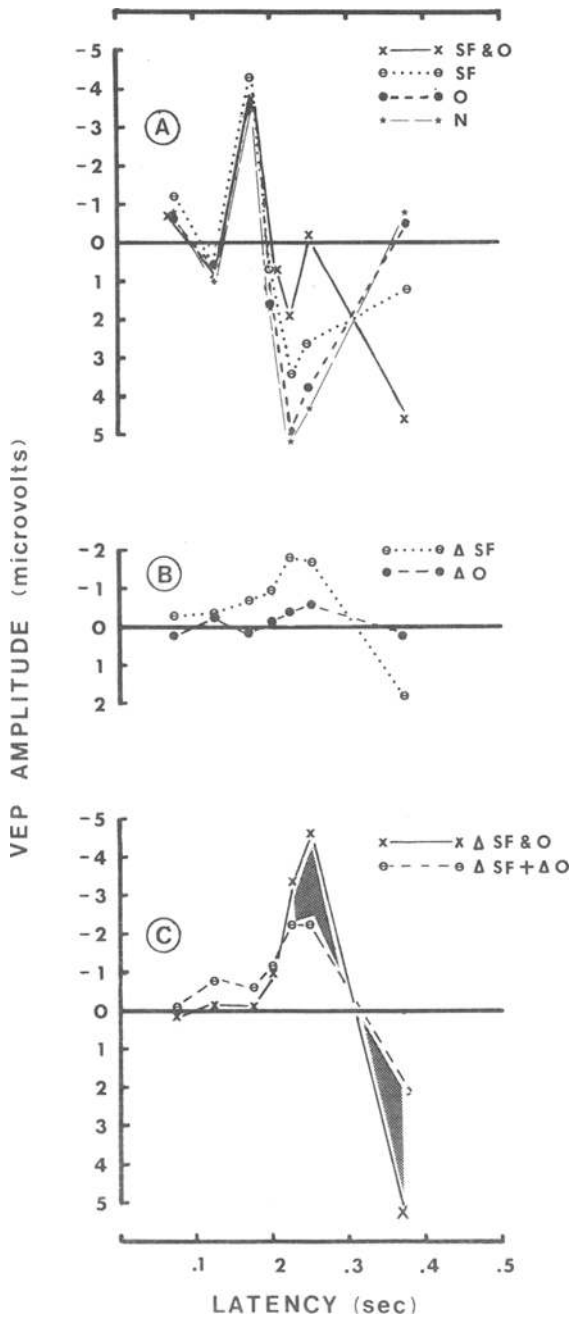 -5
-4
-3
-2
-1
0
1
2
3
4
5
A
x x SF & O
SF
O
* * N
VEP AMPLITUDE (microvolts)
-2
-1
0
1
2
B
Δ SF
Δ O
-5
-4
-3
-2
-1
0
1
2
3
4
5
C
x x Δ SF & O
Δ SF + Δ O
.1 .2 .3 .4 0.5
LATENCY (sec)